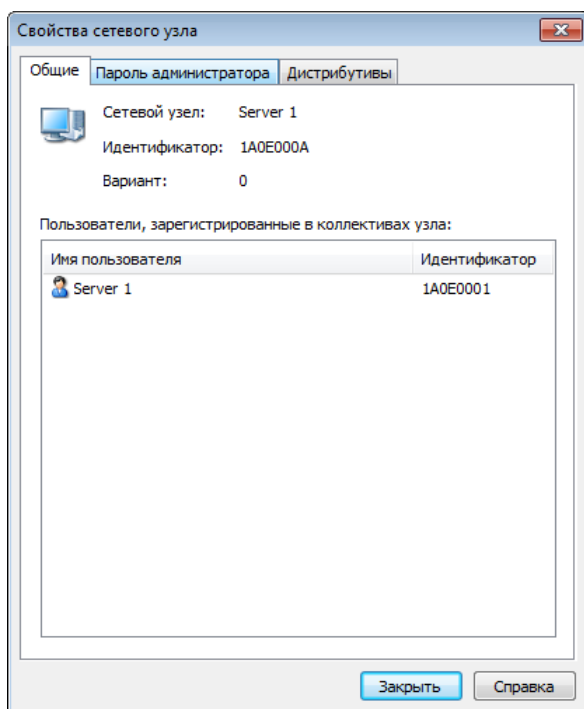 Свойства сетевого узла
Общие Пароль администратора Дистрибутивы
Сетевой узел: Server 1
Идентификатор: 1A0E000A
Вариант: 0
Пользователи, зарегистрированные в коллективах узла:
Имя пользователя Идентификатор
Server 1 1A0E0001
Закрыть Справка